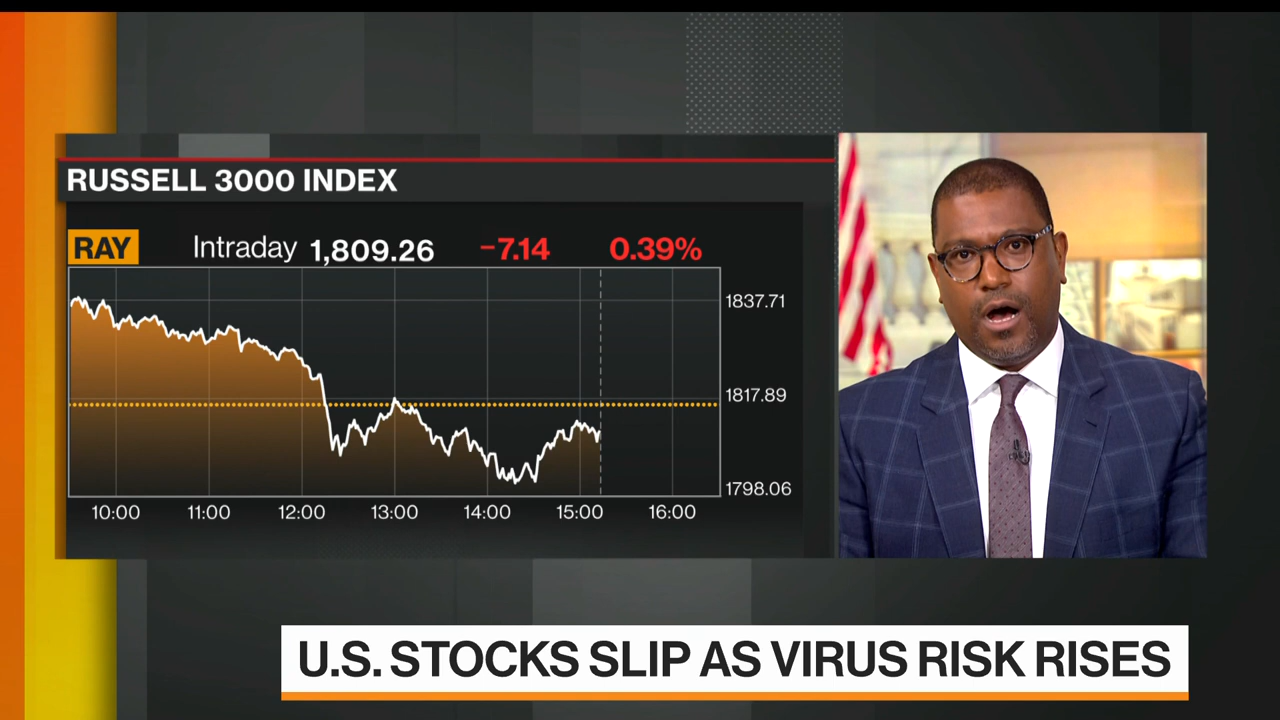 RUSSELL 3000 INDEX
RAY Intraday 1,809.26 −7.14 0.39%
1837.71
1817.89
1798.06
10:00 11:00 12:00 13:00 14:00 15:00 16:00
U.S. STOCKS SLIP AS VIRUS RISK RISES